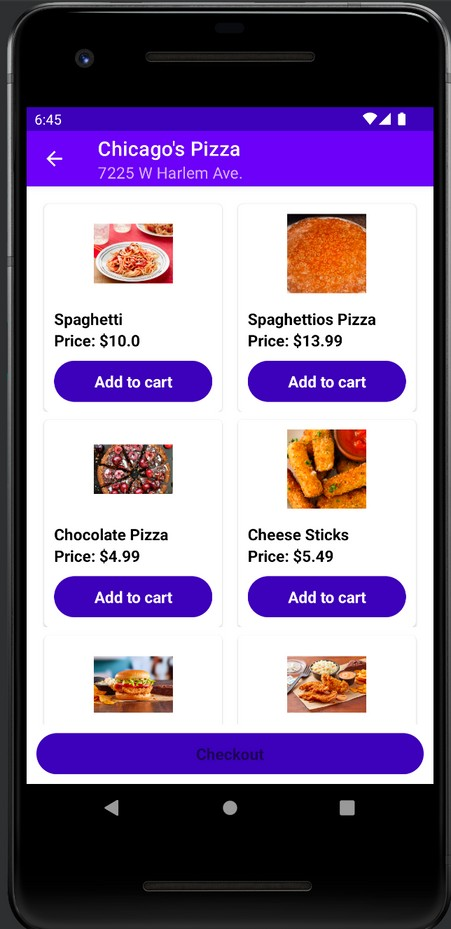 6:45
Chicago's Pizza
7225 W Harlem Ave.
Spaghetti
Price: $10.0
Add to cart
Spaghettios Pizza
Price: $13.99
Add to cart
Chocolate Pizza
Price: $4.99
Add to cart
Cheese Sticks
Price: $5.49
Add to cart
Checkout